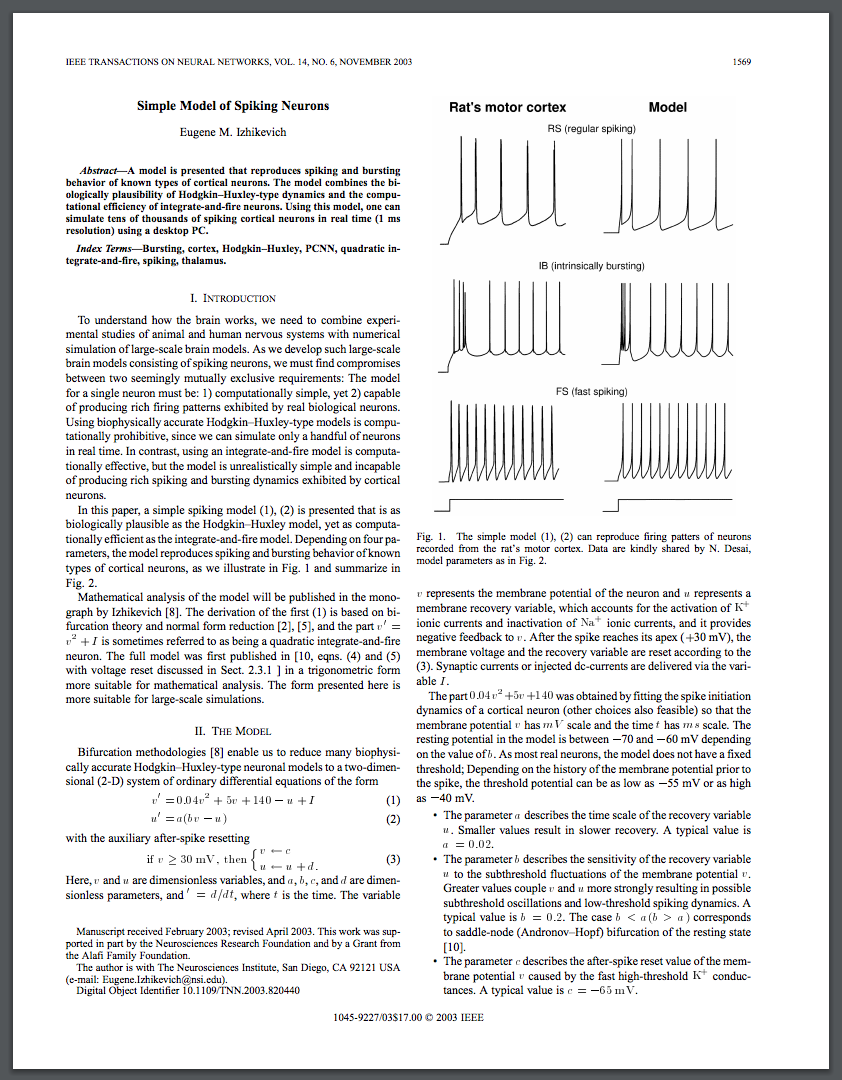 IEEE TRANSACTIONS ON NEURAL NETWORKS, VOL. 14, NO. 6, NOVEMBER 2003
1569
Simple Model of Spiking Neurons
Eugene M. Izhikevich
Abstract—A model is presented that reproduces spiking and bursting
behavior of known types of cortical neurons. The model combines the bi-
ologically plausibility of Hodgkin–Huxley-type dynamics and the compu-
tational efficiency of integrate-and-fire neurons. Using this model, one can
simulate tens of thousands of spiking cortical neurons in real time (1 ms
resolution) using a desktop PC.
Index Terms—Bursting, cortex, Hodgkin–Huxley, PCNN, quadratic in-
tegrate-and-fire, spiking, thalamus.
I. INTRODUCTION
To understand how the brain works, we need to combine experi-
mental studies of animal and human nervous systems with numerical
simulation of large-scale brain models. As we develop such large-scale
brain models consisting of spiking neurons, we must find compromises
between two seemingly mutually exclusive requirements: The model
for a single neuron must be: 1) computationally simple, yet 2) capable
of producing rich firing patterns exhibited by real biological neurons.
Using biophysically accurate Hodgkin–Huxley-type models is compu-
tationally prohibitive, since we can simulate only a handful of neurons
in real time. In contrast, using an integrate-and-fire model is computa-
tionally effective, but the model is unrealistically simple and incapable
of producing rich spiking and bursting dynamics exhibited by cortical
neurons.
In this paper, a simple spiking model (1), (2) is presented that is as
biologically plausible as the Hodgkin–Huxley model, yet as computa-
tionally efficient as the integrate-and-fire model. Depending on four pa-
rameters, the model reproduces spiking and bursting behavior of known
types of cortical neurons, as we illustrate in Fig. 1 and summarize in
Fig. 2.
Mathematical analysis of the model will be published in the mono-
graph by Izhikevich [8]. The derivation of the first (1) is based on bi-
furcation theory and normal form reduction [2], [5], and the part v′ =
v² + I is sometimes referred to as being a quadratic integrate-and-fire
neuron. The full model was first published in [10, eqns. (4) and (5)
with voltage reset discussed in Sect. 2.3.1 ] in a trigonometric form
more suitable for mathematical analysis. The form presented here is
more suitable for large-scale simulations.
II. THE MODEL
Bifurcation methodologies [8] enable us to reduce many biophysi-
cally accurate Hodgkin–Huxley-type neuronal models to a two-dimen-
sional (2-D) system of ordinary differential equations of the form
v′ = 0.04v² + 5v + 140 − u + I (1)
u′ = a(bv − u) (2)
with the auxiliary after-spike resetting
if v ≥ 30 mV, then { v ← c
u ← u + d. (3)
Here, v and u are dimensionless variables, and a, b, c, and d are dimen-
sionless parameters, and ′ = d/dt, where t is the time. The variable
Manuscript received February 2003; revised April 2003. This work was sup-
ported in part by the Neurosciences Research Foundation and by a Grant from
the Alafi Family Foundation.
The author is with The Neurosciences Institute, San Diego, CA 92121 USA
(e-mail: Eugene.Izhikevich@nsi.edu).
Digital Object Identifier 10.1109/TNN.2003.820440
Rat's motor cortex
Model
RS (regular spiking)
IB (intrinsically bursting)
FS (fast spiking)
Fig. 1. The simple model (1), (2) can reproduce firing patters of neurons
recorded from the rat's motor cortex. Data are kindly shared by N. Desai,
model parameters as in Fig. 2.
v represents the membrane potential of the neuron and u represents a
membrane recovery variable, which accounts for the activation of K⁺
ionic currents and inactivation of Na⁺ ionic currents, and it provides
negative feedback to v. After the spike reaches its apex (+30 mV), the
membrane voltage and the recovery variable are reset according to the
(3). Synaptic currents or injected dc-currents are delivered via the vari-
able I.
The part 0.04v² + 5v + 140 was obtained by fitting the spike initiation
dynamics of a cortical neuron (other choices also feasible) so that the
membrane potential v has mV scale and the time t has ms scale. The
resting potential in the model is between −70 and −60 mV depending
on the value of b. As most real neurons, the model does not have a fixed
threshold; Depending on the history of the membrane potential prior to
the spike, the threshold potential can be as low as −55 mV or as high
as −40 mV.
• The parameter a describes the time scale of the recovery variable
u. Smaller values result in slower recovery. A typical value is
a = 0.02.
• The parameter b describes the sensitivity of the recovery variable
u to the subthreshold fluctuations of the membrane potential v.
Greater values couple v and u more strongly resulting in possible
subthreshold oscillations and low-threshold spiking dynamics. A
typical value is b = 0.2. The case b < a(b > a) corresponds
to saddle-node (Andronov–Hopf) bifurcation of the resting state
[10].
• The parameter c describes the after-spike reset value of the mem-
brane potential v caused by the fast high-threshold K⁺ conduc-
tances. A typical value is c = −65 mV.
1045-9227/03$17.00 © 2003 IEEE